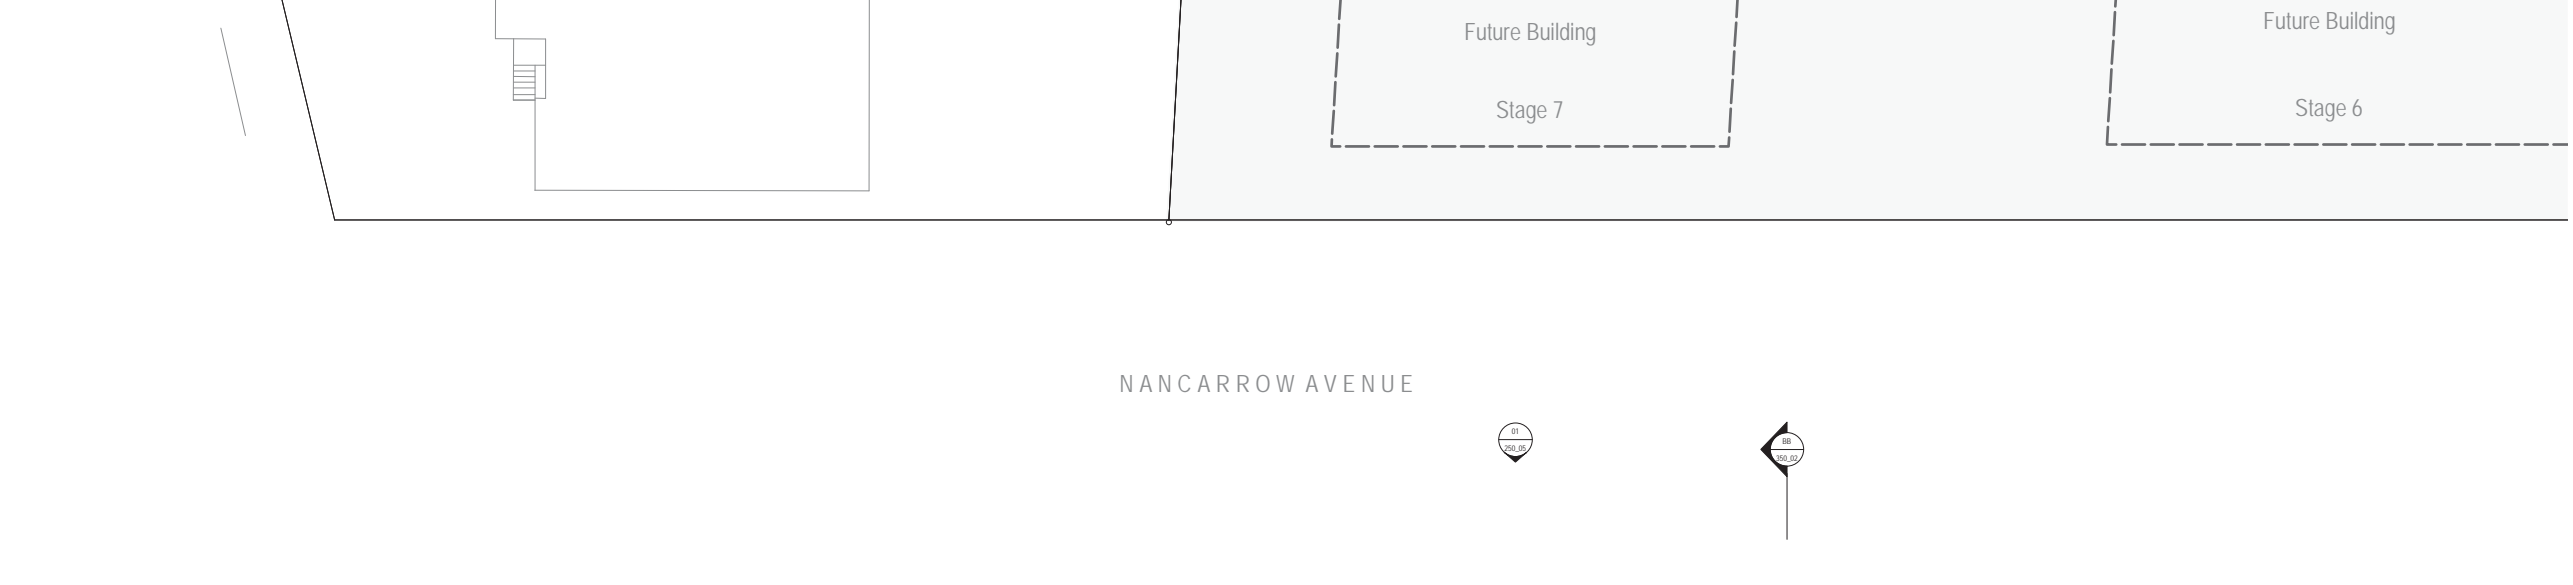 Future Building
Future Building
Stage 7
Stage 6
NANCARROW AVENUE
01
250_05
BB
350_02